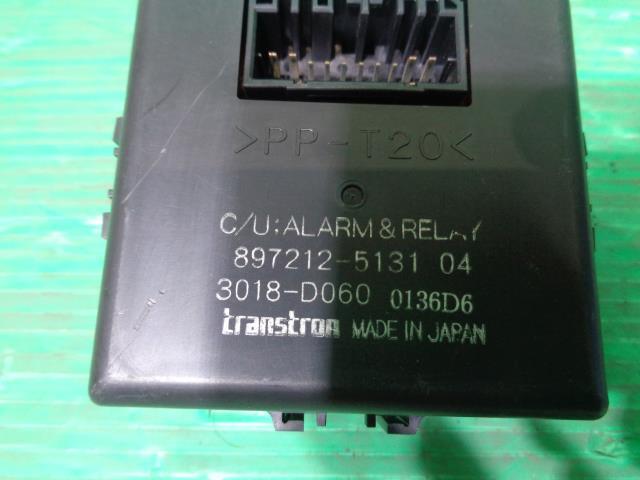 >PP-T20<
C/U:ALARM & RELAY
897212-5131 04
3018-D060 0136D6
transtron MADE IN JAPAN